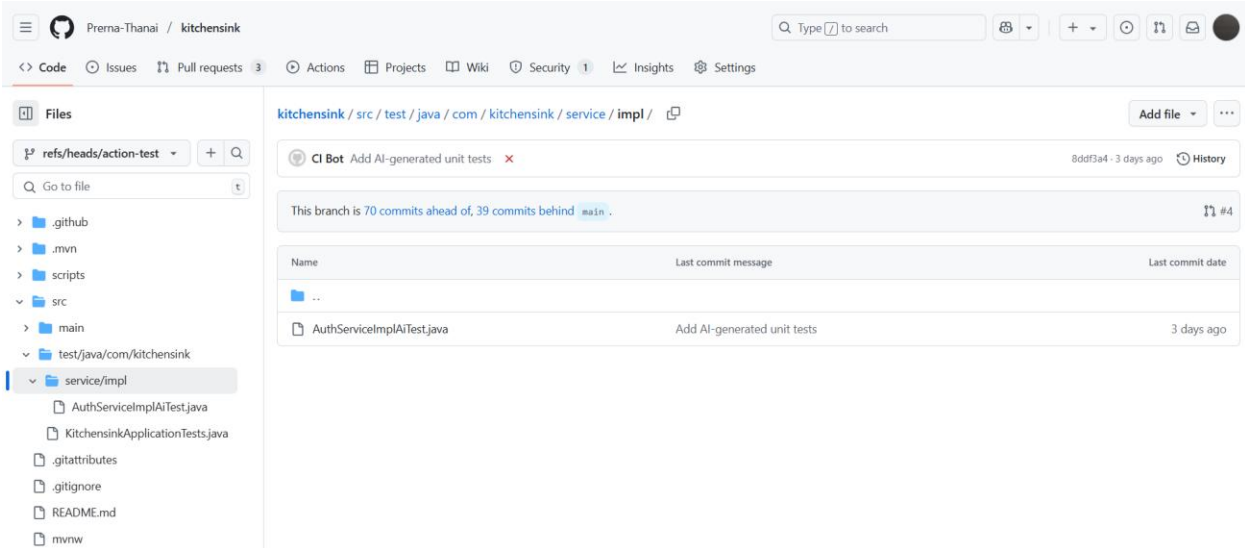 Prerna-Thanai / kitchensink
Type / to search
Code
Issues
Pull requests 3
Actions
Projects
Wiki
Security 1
Insights
Settings
Files
refs/heads/action-test
Go to file
t
.github
.mvn
scripts
src
main
test/java/com/kitchensink
service/impl
AuthServiceImplAiTest.java
KitchensinkApplicationTests.java
.gitattributes
.gitignore
README.md
mvnw
kitchensink / src / test / java / com / kitchensink / service / impl /
Add file
CI Bot Add AI-generated unit tests
8ddf3a4 · 3 days ago History
This branch is 70 commits ahead of, 39 commits behind main .
#4
Name Last commit message Last commit date
..
AuthServiceImplAiTest.java Add AI-generated unit tests 3 days ago